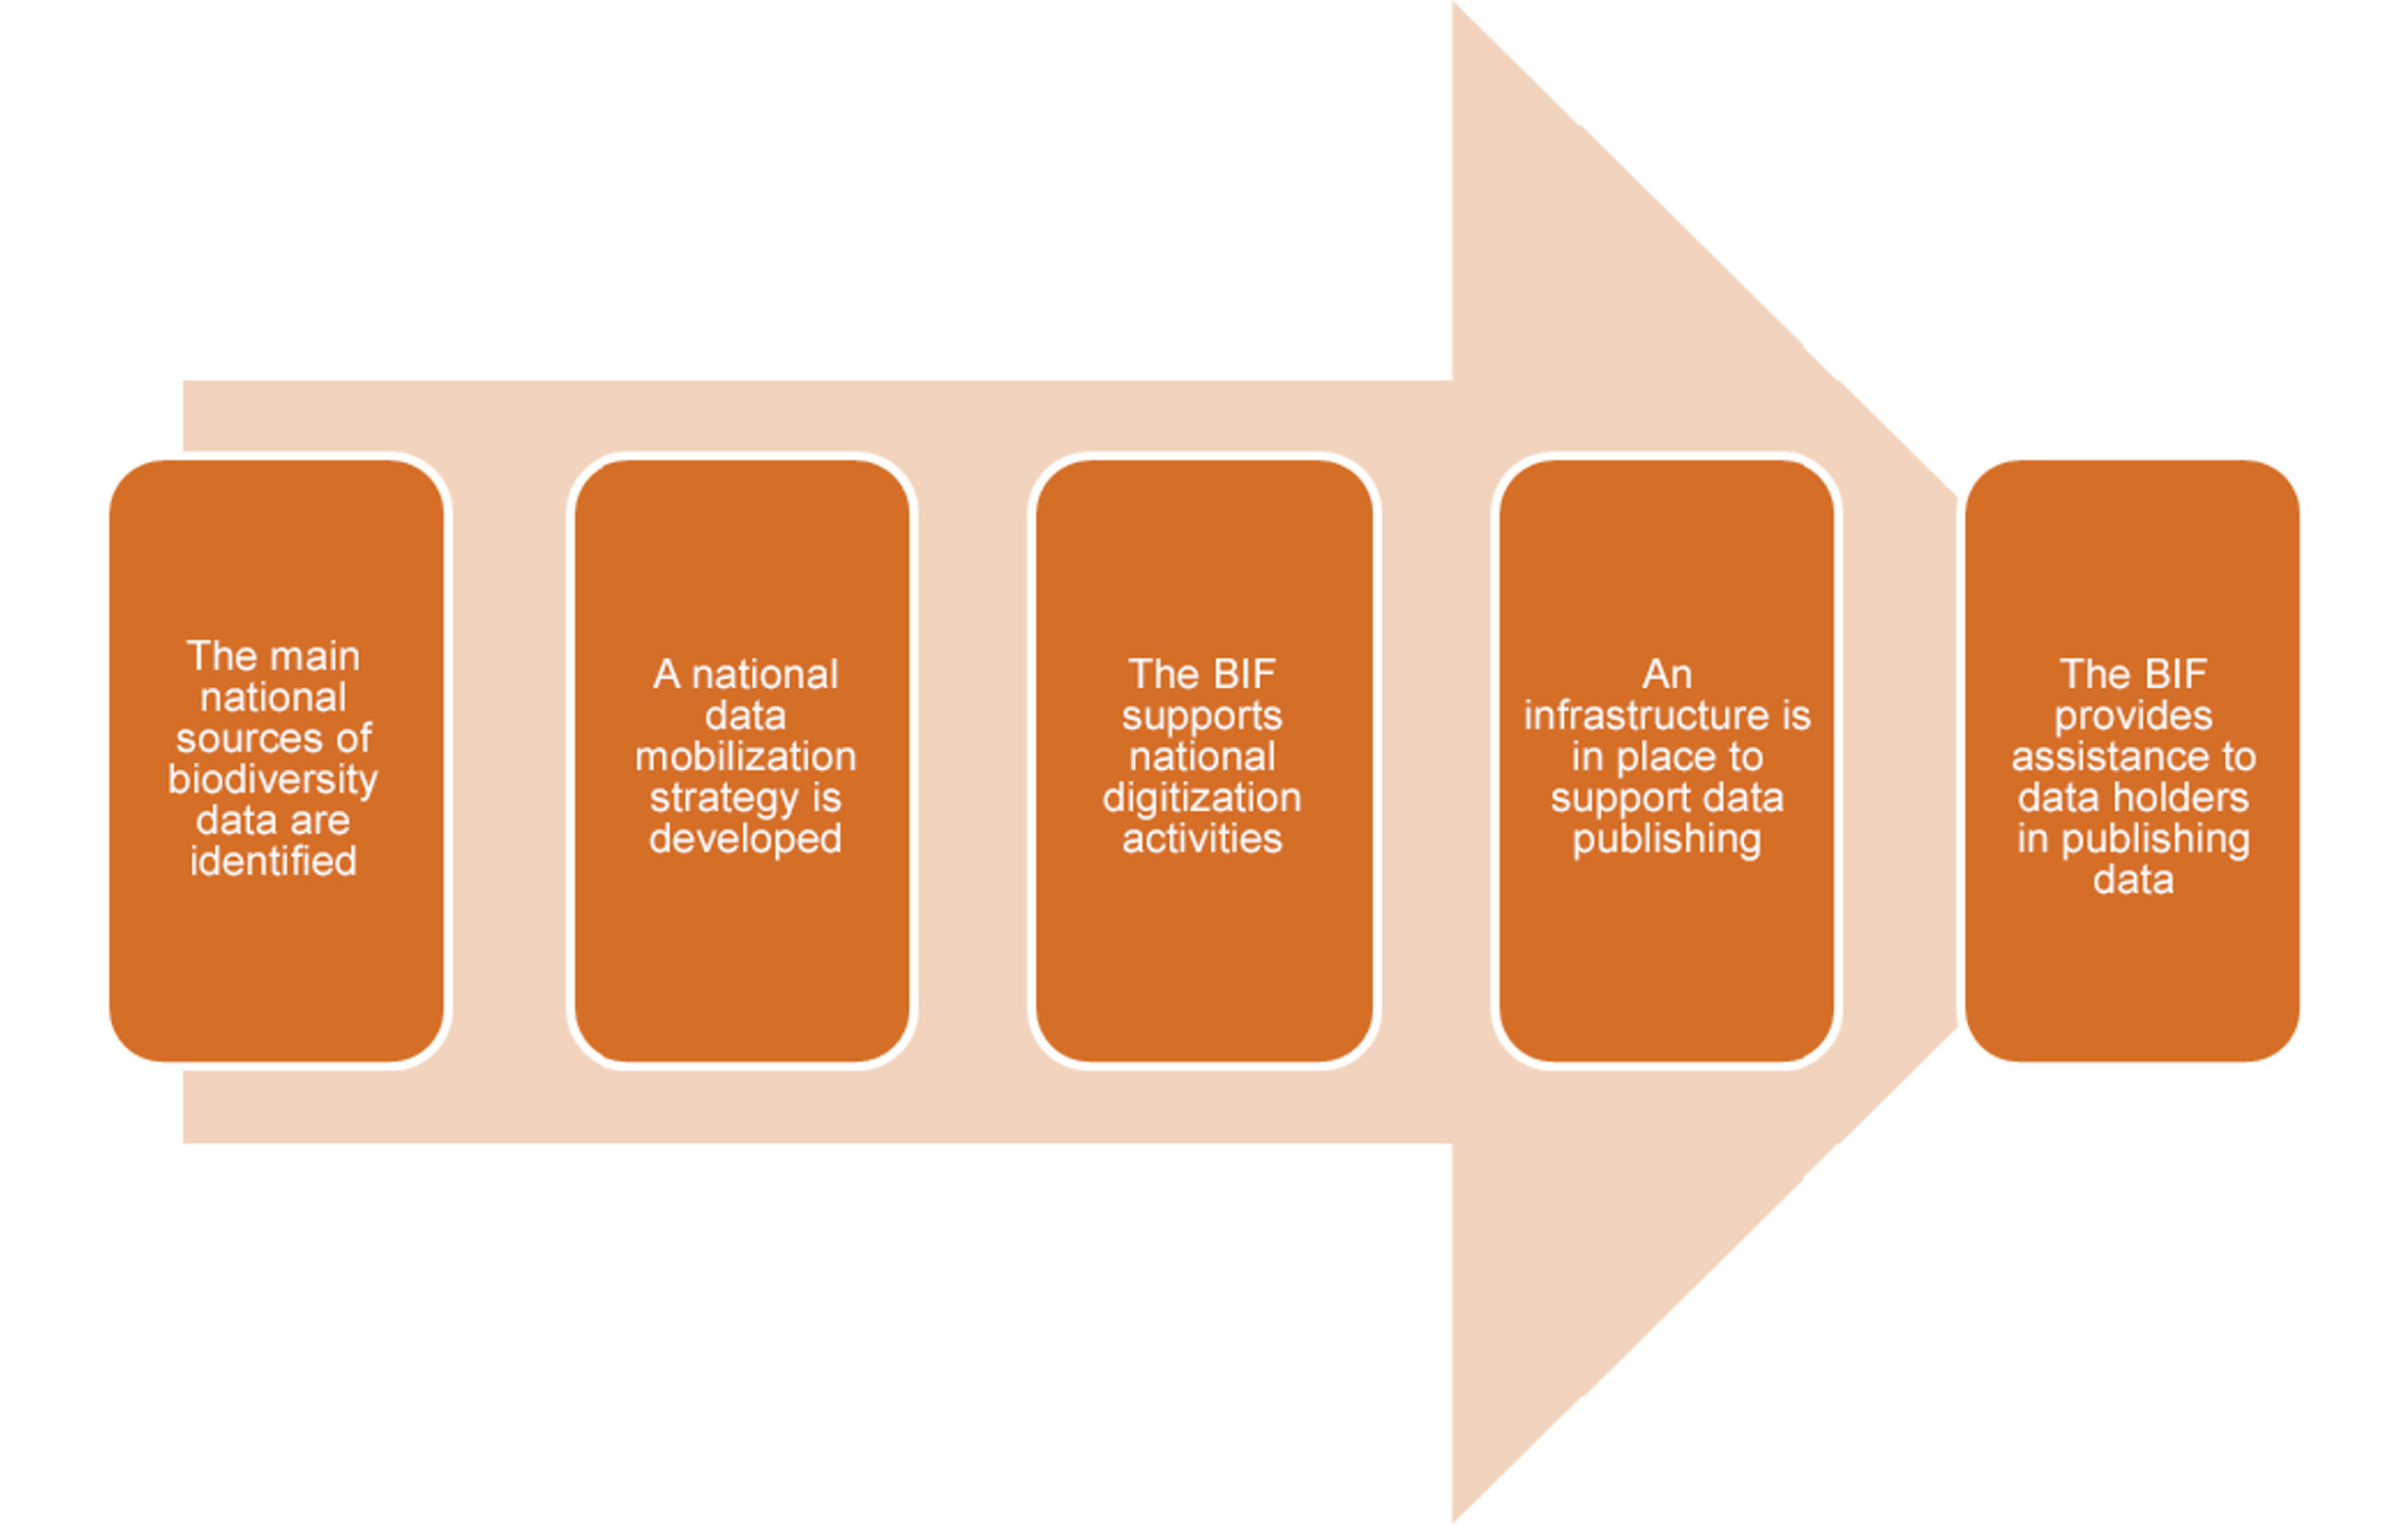 The main
national
sources of
biodiversity
data are
identified
A national
data
mobilization
strategy is
developed
The BIF
supports
national
digitization
activities
An
infrastructure is
in place to
support data
publishing
The BIF
provides
assistance to
data holders
in publishing
data